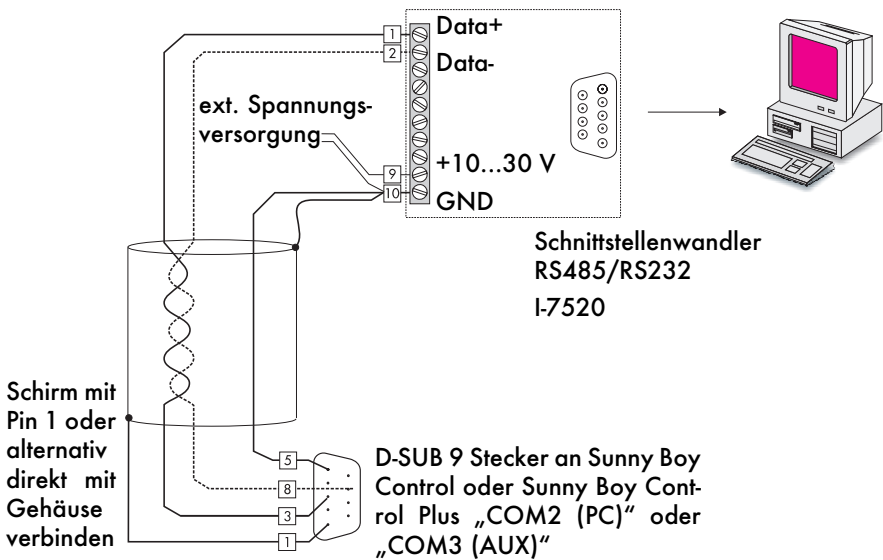 1
Data+
2
Data-
ext. Spannungs-
versorgung
9
+10...30 V
10
GND
Schnittstellenwandler
RS485/RS232
I-7520
Schirm mit
Pin 1 oder
alternativ
direkt mit
Gehäuse
verbinden
5
8
3
1
D-SUB 9 Stecker an Sunny Boy
Control oder Sunny Boy Cont-
rol Plus „COM2 (PC)“ oder
„COM3 (AUX)“